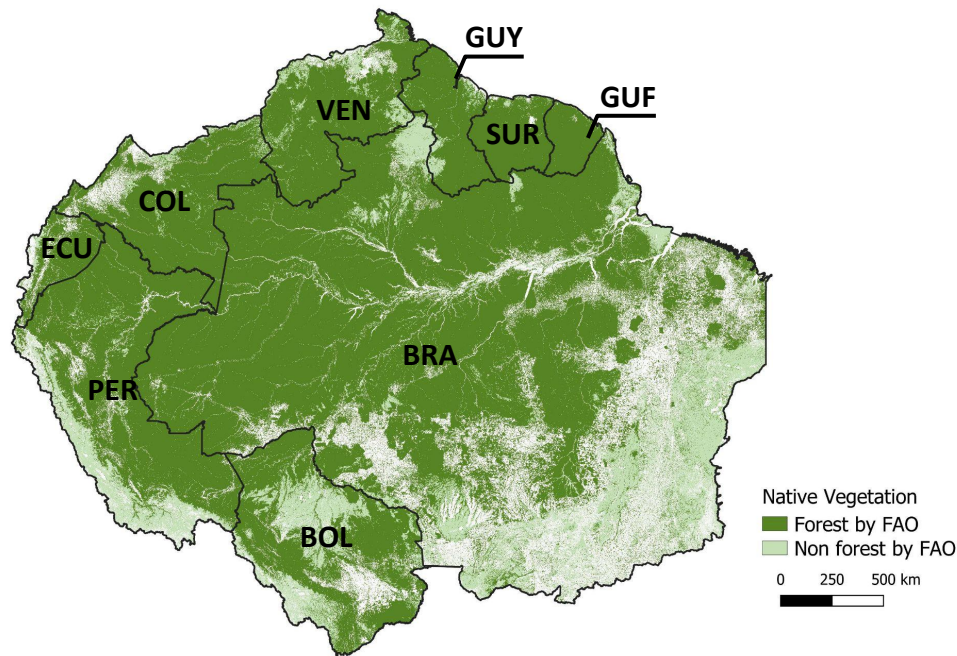 GUY
GUF
VEN
SUR
COL
ECU
BRA
PER
BOL
Native Vegetation
Forest by FAO
Non forest by FAO
0 250 500 km